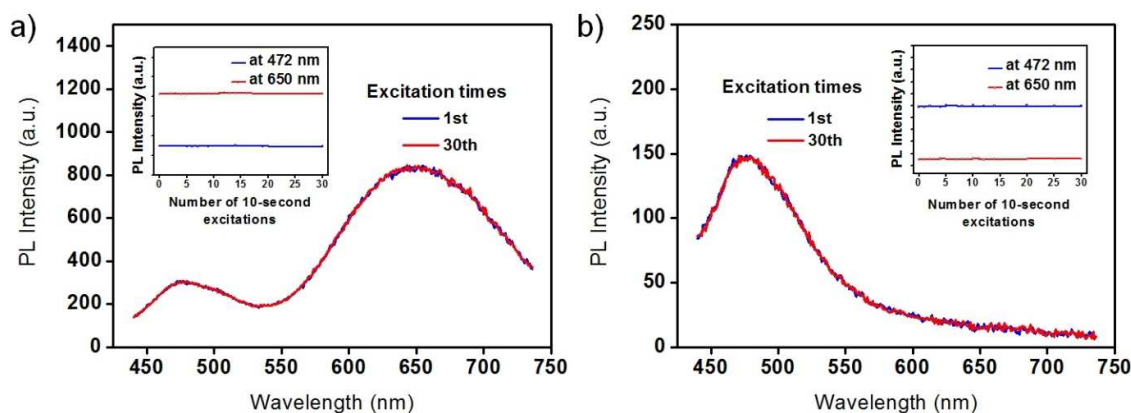 a)
1400
1200
1000
800
600
400
200
0
PL Intensity (a.u.)
450 500 550 600 650 700 750
Wavelength (nm)
PL Intensity (a.u.)
at 472 nm
at 650 nm
0 5 10 15 20 25 30
Number of 10-second
excitations
Excitation times
1st
30th
b)
250
200
150
100
50
0
PL Intensity (a.u.)
450 500 550 600 650 700 750
Wavelength (nm)
Excitation times
1st
30th
PL Intensity (a.u.)
at 472 nm
at 650 nm
0 5 10 15 20 25 30
Number of 10-second
excitations